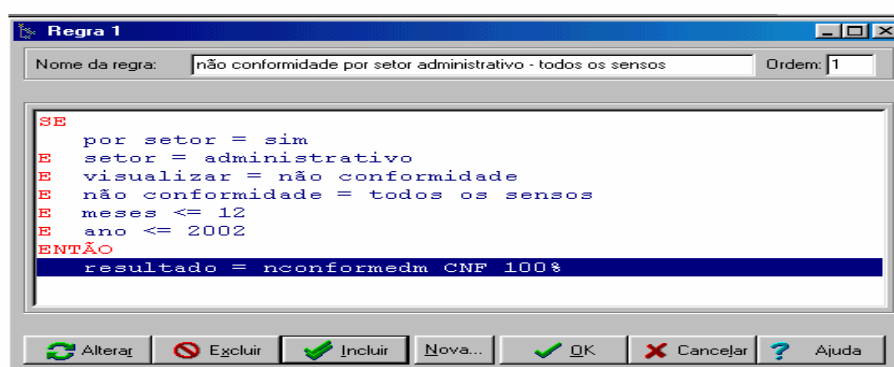 Regra 1
Nome da regra: não conformidade por setor administrativo - todos os sensos Ordem: 1
SE
por setor = sim
E setor = administrativo
E visualizar = não conformidade
E não conformidade = todos os sensos
E meses <= 12
E ano <= 2002
ENTÃO
resultado = nconformedm CNF 100%
Alterar Excluir Incluir Nova... OK Cancelar Ajuda